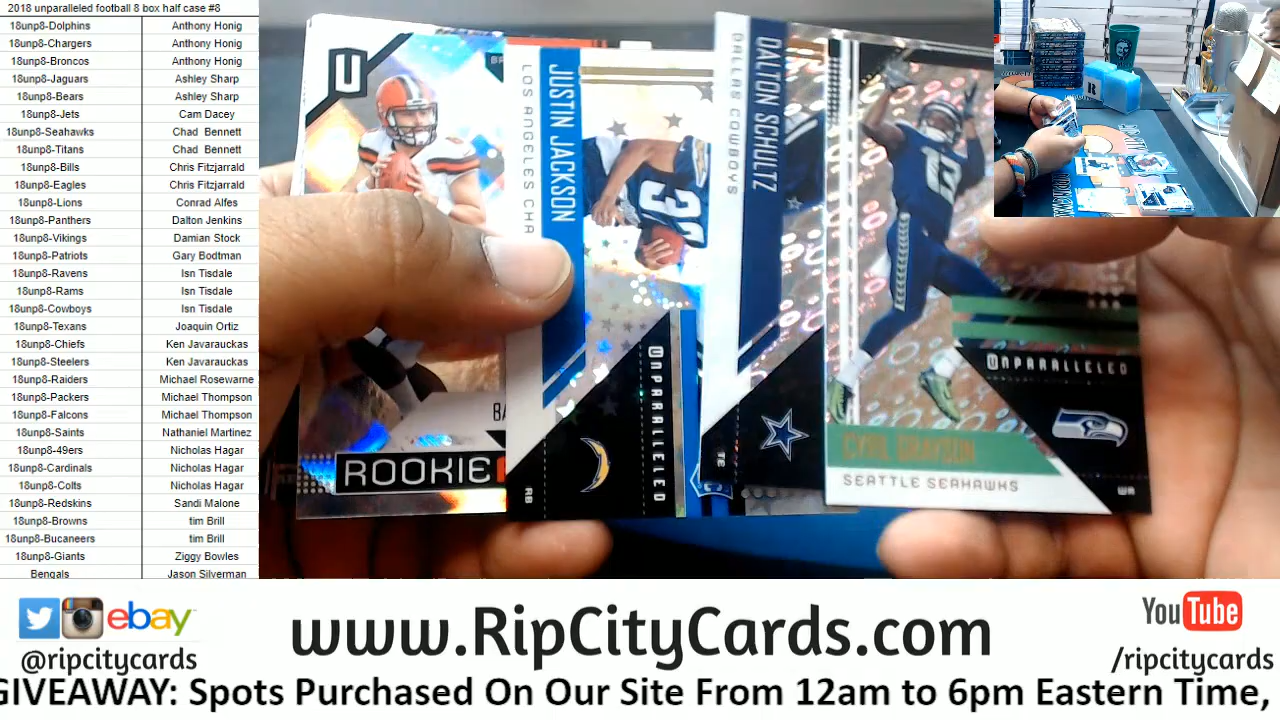 2018 unparalleled football 8 box half case #8
18unp8-Dolphins Anthony Honig
18unp8-Chargers Anthony Honig
18unp8-Broncos Anthony Honig
18unp8-Jaguars Ashley Sharp
18unp8-Bears Ashley Sharp
18unp8-Jets Cam Dacey
18unp8-Seahawks Chad Bennett
18unp8-Titans Chad Bennett
18unp8-Bills Chris Fitzjarrald
18unp8-Eagles Chris Fitzjarrald
18unp8-Lions Conrad Alfes
18unp8-Panthers Dalton Jenkins
18unp8-Vikings Damian Stock
18unp8-Patriots Gary Bodtman
18unp8-Ravens Isn Tisdale
18unp8-Rams Isn Tisdale
18unp8-Cowboys Isn Tisdale
18unp8-Texans Joaquin Ortiz
18unp8-Chiefs Ken Javarauckas
18unp8-Steelers Ken Javarauckas
18unp8-Raiders Michael Rosewarne
18unp8-Packers Michael Thompson
18unp8-Falcons Michael Thompson
18unp8-Saints Nathaniel Martinez
18unp8-49ers Nicholas Hagar
18unp8-Cardinals Nicholas Hagar
18unp8-Colts Nicholas Hagar
18unp8-Redskins Sandi Malone
18unp8-Browns tim Brill
18unp8-Bucaneers tim Brill
18unp8-Giants Ziggy Bowles
Bengals Jason Silverman
BA
ROOKIE
JUSTIN JACKSON
LOS ANGELES CHA
37
UNPARALLELED
RB
DALTON SCHULTZ
DALLAS COWBOYS
TE
13
UNPARALLELED
CYRIL GRAYSON
SEATTLE SEAHAWKS
WR
ebay
@ripcitycards
www.RipCityCards.com
YouTube
/ripcitycards
GIVEAWAY: Spots Purchased On Our Site From 12am to 6pm Eastern Time,